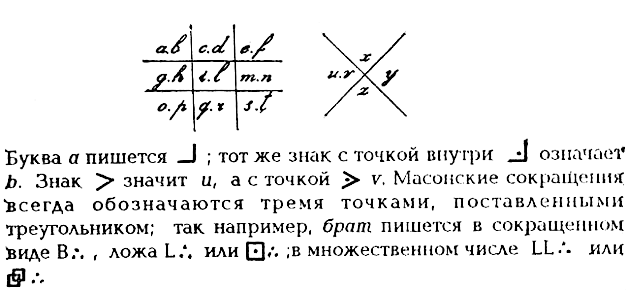 a.b c.d e.f
g.h i.l m.n
o.p q.r s.t
x
u.v y
z
Буква а пишется ┘ ; тот же знак с точкой внутри ⟓ означает
b. Знак > значит u, а с точкой ⋗ v. Масонские сокращения
всегда обозначаются тремя точками, поставленными
треугольником; так например, брат пишется в сокращенном
виде B∴ , ложа L∴ или ⊡∴ ;в множественном числе LL∴ или
⧉∴